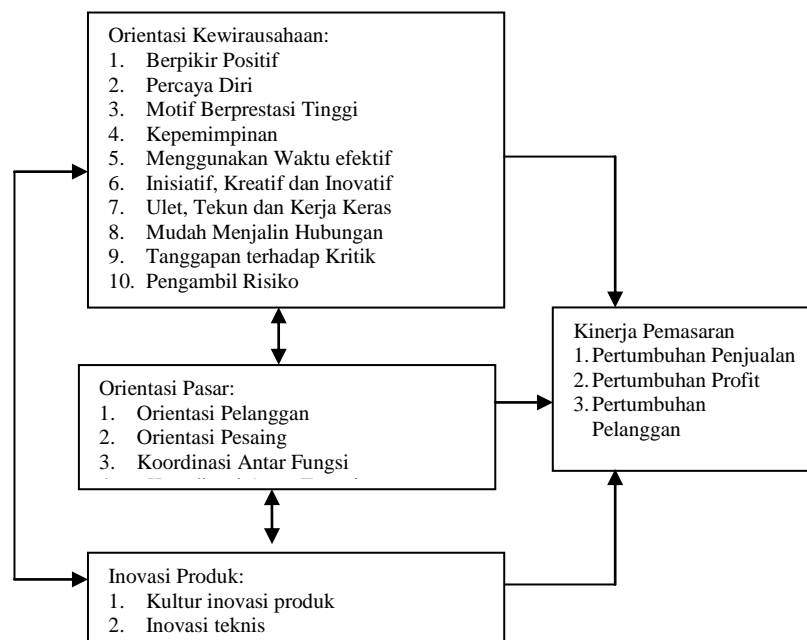 Orientasi Kewirausahaan:
1. Berpikir Positif
2. Percaya Diri
3. Motif Berprestasi Tinggi
4. Kepemimpinan
5. Menggunakan Waktu efektif
6. Inisiatif, Kreatif dan Inovatif
7. Ulet, Tekun dan Kerja Keras
8. Mudah Menjalin Hubungan
9. Tanggapan terhadap Kritik
10. Pengambil Risiko
Orientasi Pasar:
1. Orientasi Pelanggan
2. Orientasi Pesaing
3. Koordinasi Antar Fungsi
Inovasi Produk:
1. Kultur inovasi produk
2. Inovasi teknis
Kinerja Pemasaran
1. Pertumbuhan Penjualan
2. Pertumbuhan Profit
3. Pertumbuhan
Pelanggan